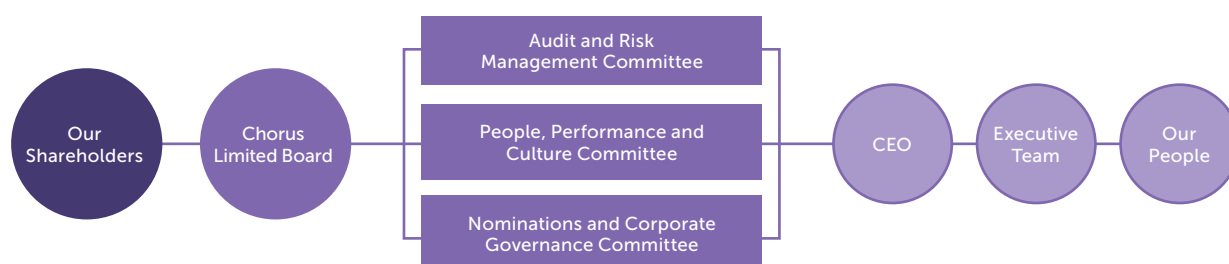 Our
Shareholders
Chorus
Limited Board
Audit and Risk
Management Committee
People, Performance and
Culture Committee
Nominations and Corporate
Governance Committee
CEO
Executive
Team
Our
People